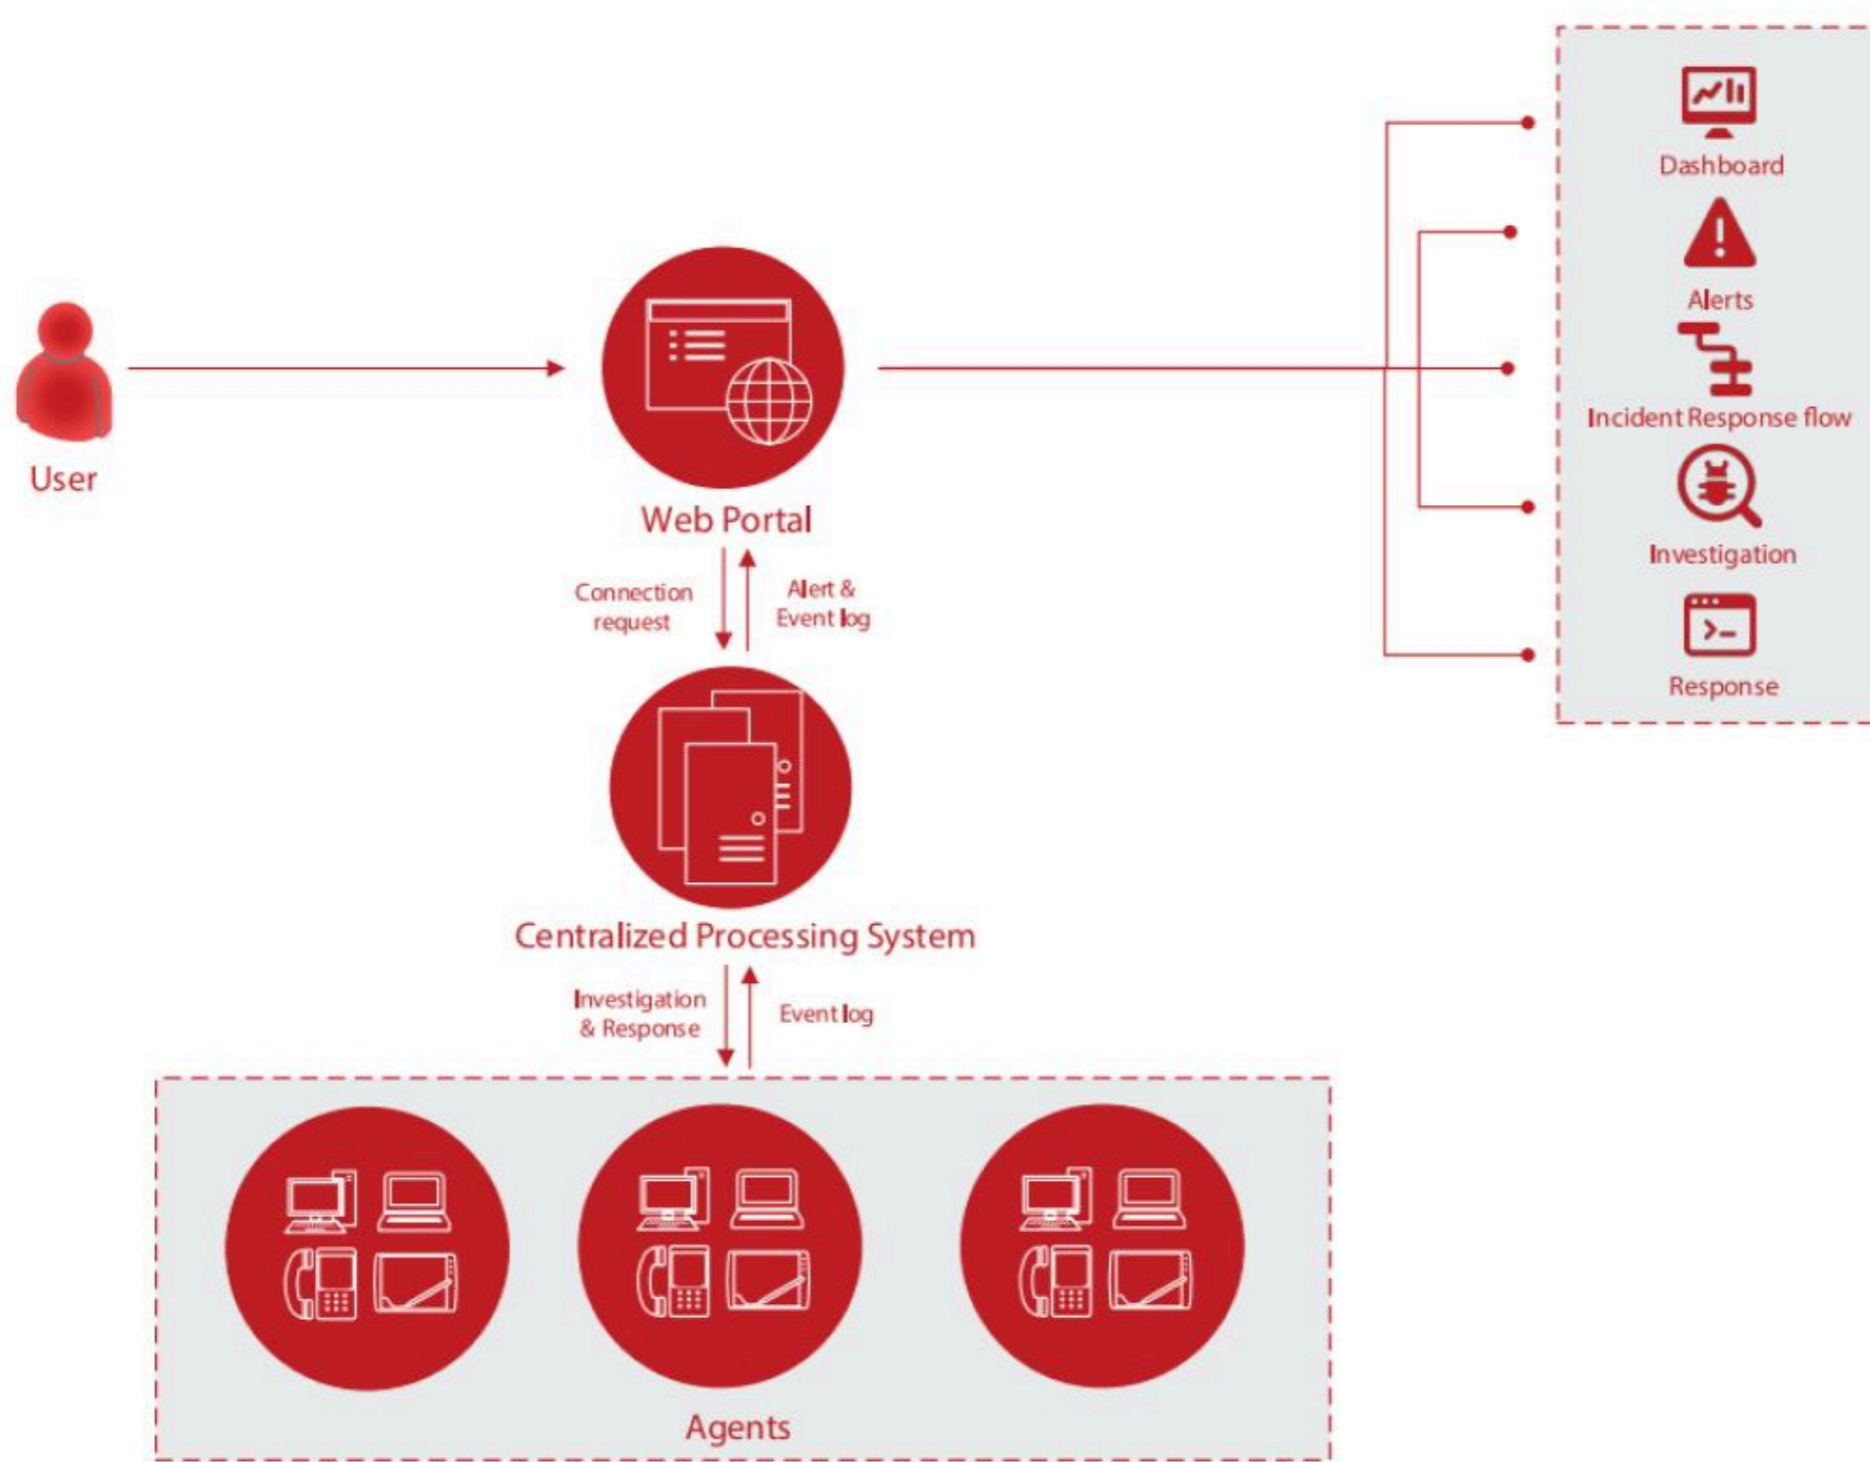 Dashboard
Alerts
Incident Response flow
Investigation
Response
User
Web Portal
Connection
request
Alert &
Event log
Centralized Processing System
Investigation
& Response
Event log
Agents